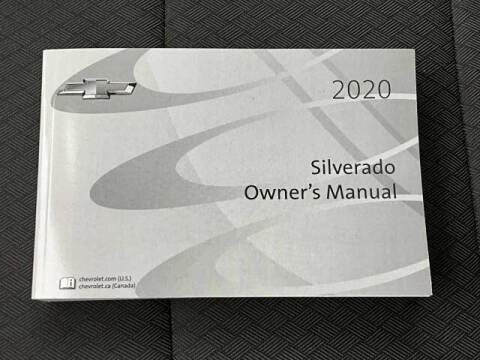 2020
Silverado
Owner's Manual
chevrolet.com (U.S.)
chevrolet.ca (Canada)